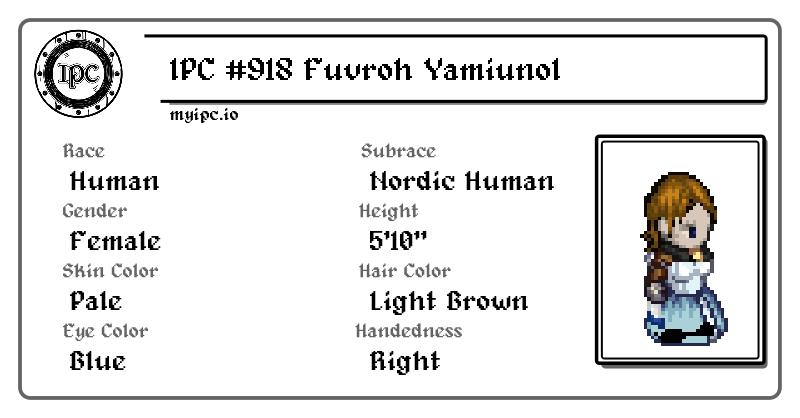 IPC
IPC #918 Fuvroh Yamiunol
myipc.io
Race
Human
Subrace
Nordic Human
Gender
Female
Height
5'10"
Skin Color
Pale
Hair Color
Light Brown
Eye Color
Blue
Handedness
Right